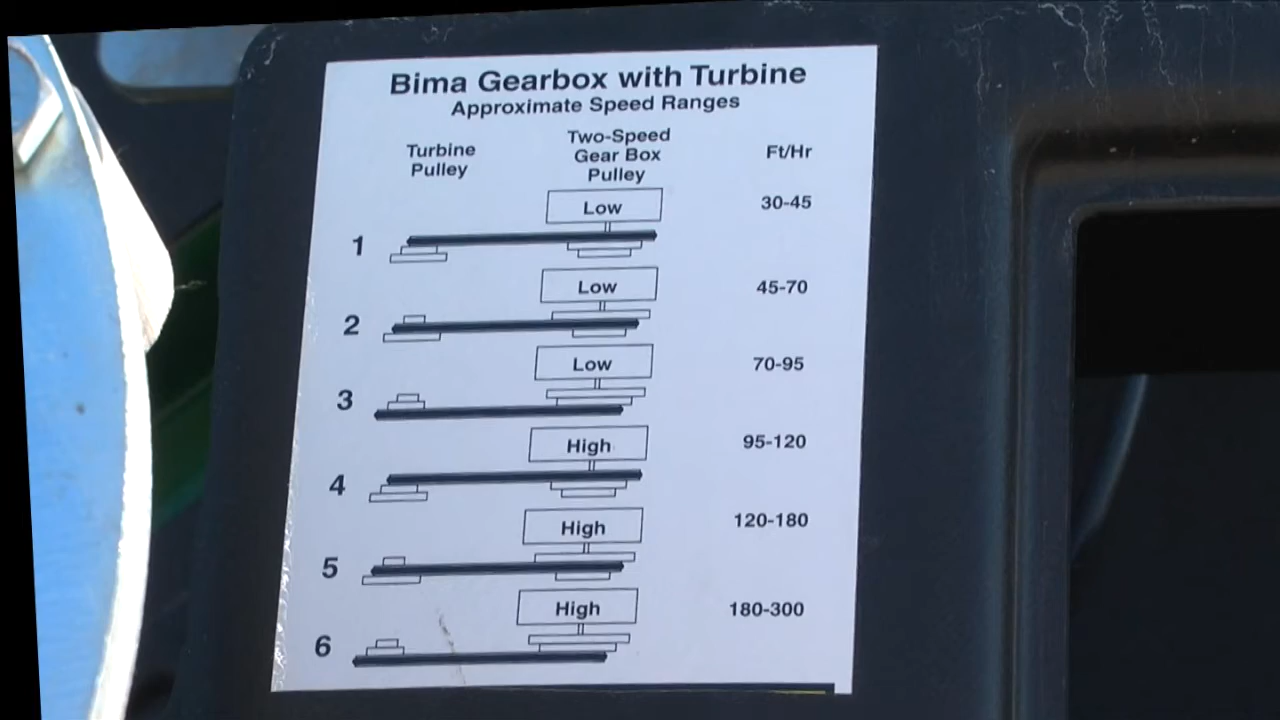 Bima Gearbox with Turbine
Approximate Speed Ranges
Turbine Pulley
Two-Speed Gear Box Pulley
Ft/Hr
1 Low 30-45
2 Low 45-70
3 Low 70-95
4 High 95-120
5 High 120-180
6 High 180-300